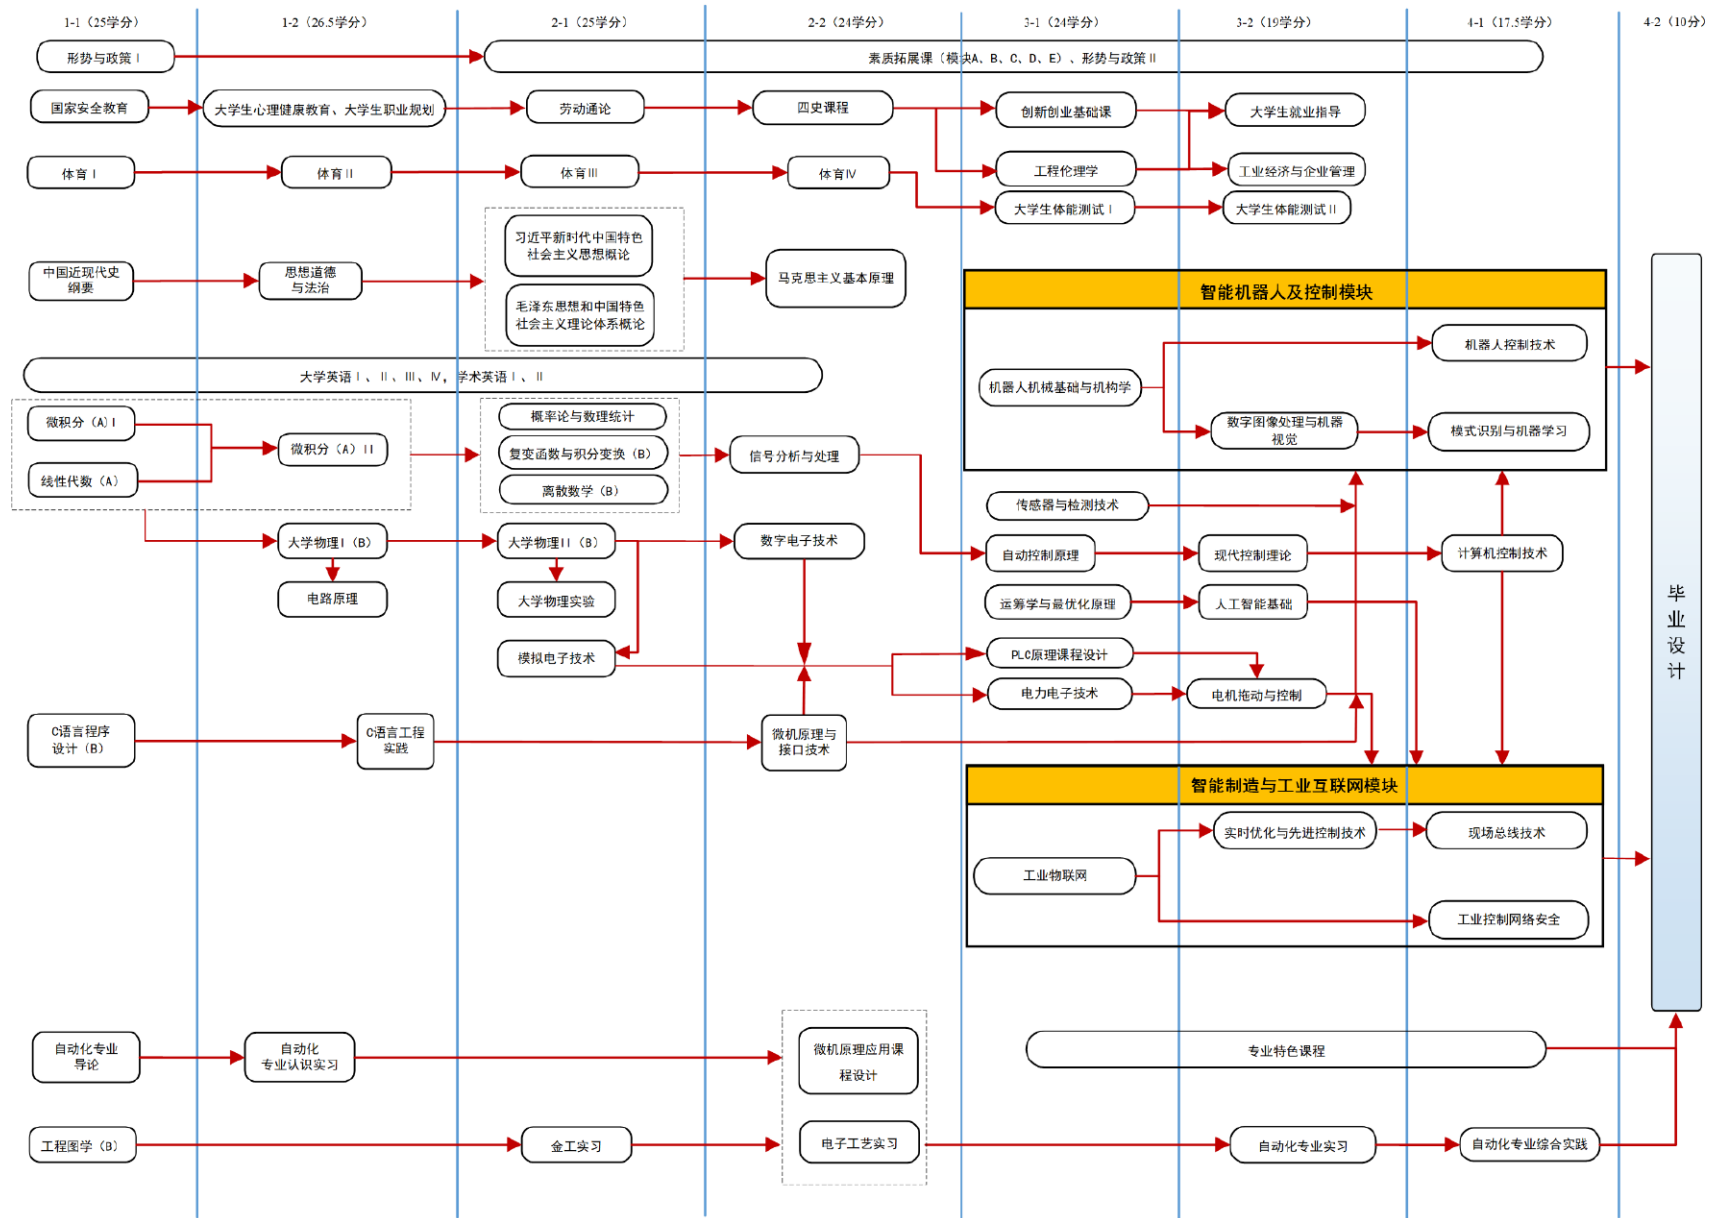 1-1（25学分）
1-2（26.5学分）
2-1（25学分）
2-2（24学分）
3-1（24学分）
3-2（19学分）
4-1（17.5学分）
4-2（10分）
形势与政策Ⅰ
素质拓展课（模块A、B、C、D、E）、形势与政策Ⅱ
国家安全教育
大学生心理健康教育、大学生职业规划
劳动通论
四史课程
创新创业基础课
大学生就业指导
体育Ⅰ
体育Ⅱ
体育Ⅲ
体育Ⅳ
工程伦理学
工业经济与企业管理
大学生体能测试Ⅰ
大学生体能测试Ⅱ
中国近现代史
纲要
思想道德
与法治
习近平新时代中国特色
社会主义思想概论
毛泽东思想和中国特色
社会主义理论体系概论
马克思主义基本原理
智能机器人及控制模块
机器人机械基础与机构学
机器人控制技术
数字图像处理与机器
视觉
模式识别与机器学习
大学英语Ⅰ、Ⅱ、Ⅲ、Ⅳ，学术英语Ⅰ、Ⅱ
微积分（A）I
线性代数（A）
微积分（A）II
概率论与数理统计
复变函数与积分变换（B）
离散数学（B）
信号分析与处理
传感器与检测技术
大学物理I（B）
大学物理II（B）
数字电子技术
自动控制原理
现代控制理论
计算机控制技术
电路原理
大学物理实验
运筹学与最优化原理
人工智能基础
模拟电子技术
PLC原理课程设计
电力电子技术
电机拖动与控制
C语言程序
设计（B）
C语言工程
实践
微机原理与
接口技术
智能制造与工业互联网模块
工业物联网
实时优化与先进控制技术
现场总线技术
工业控制网络安全
毕
业
设
计
自动化专业
导论
自动化
专业认识实习
微机原理应用课
程设计
专业特色课程
工程图学（B）
金工实习
电子工艺实习
自动化专业实习
自动化专业综合实践